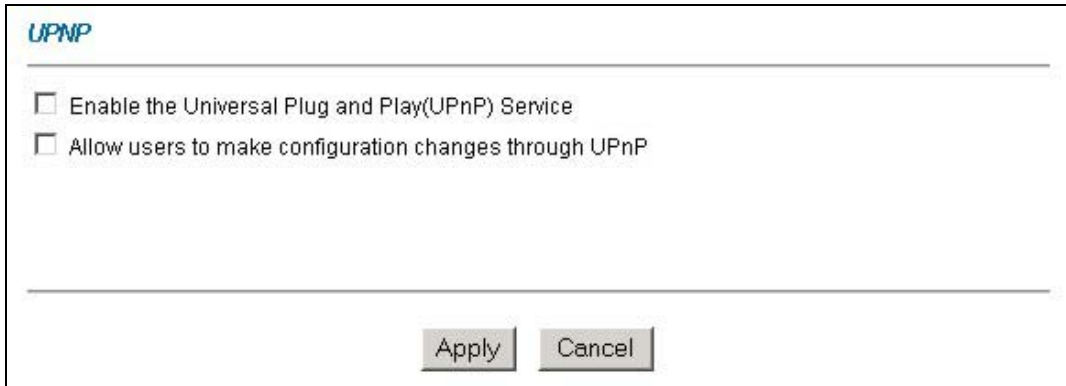 UPNP
Enable the Universal Plug and Play(UPnP) Service
Allow users to make configuration changes through UPnP
Apply Cancel